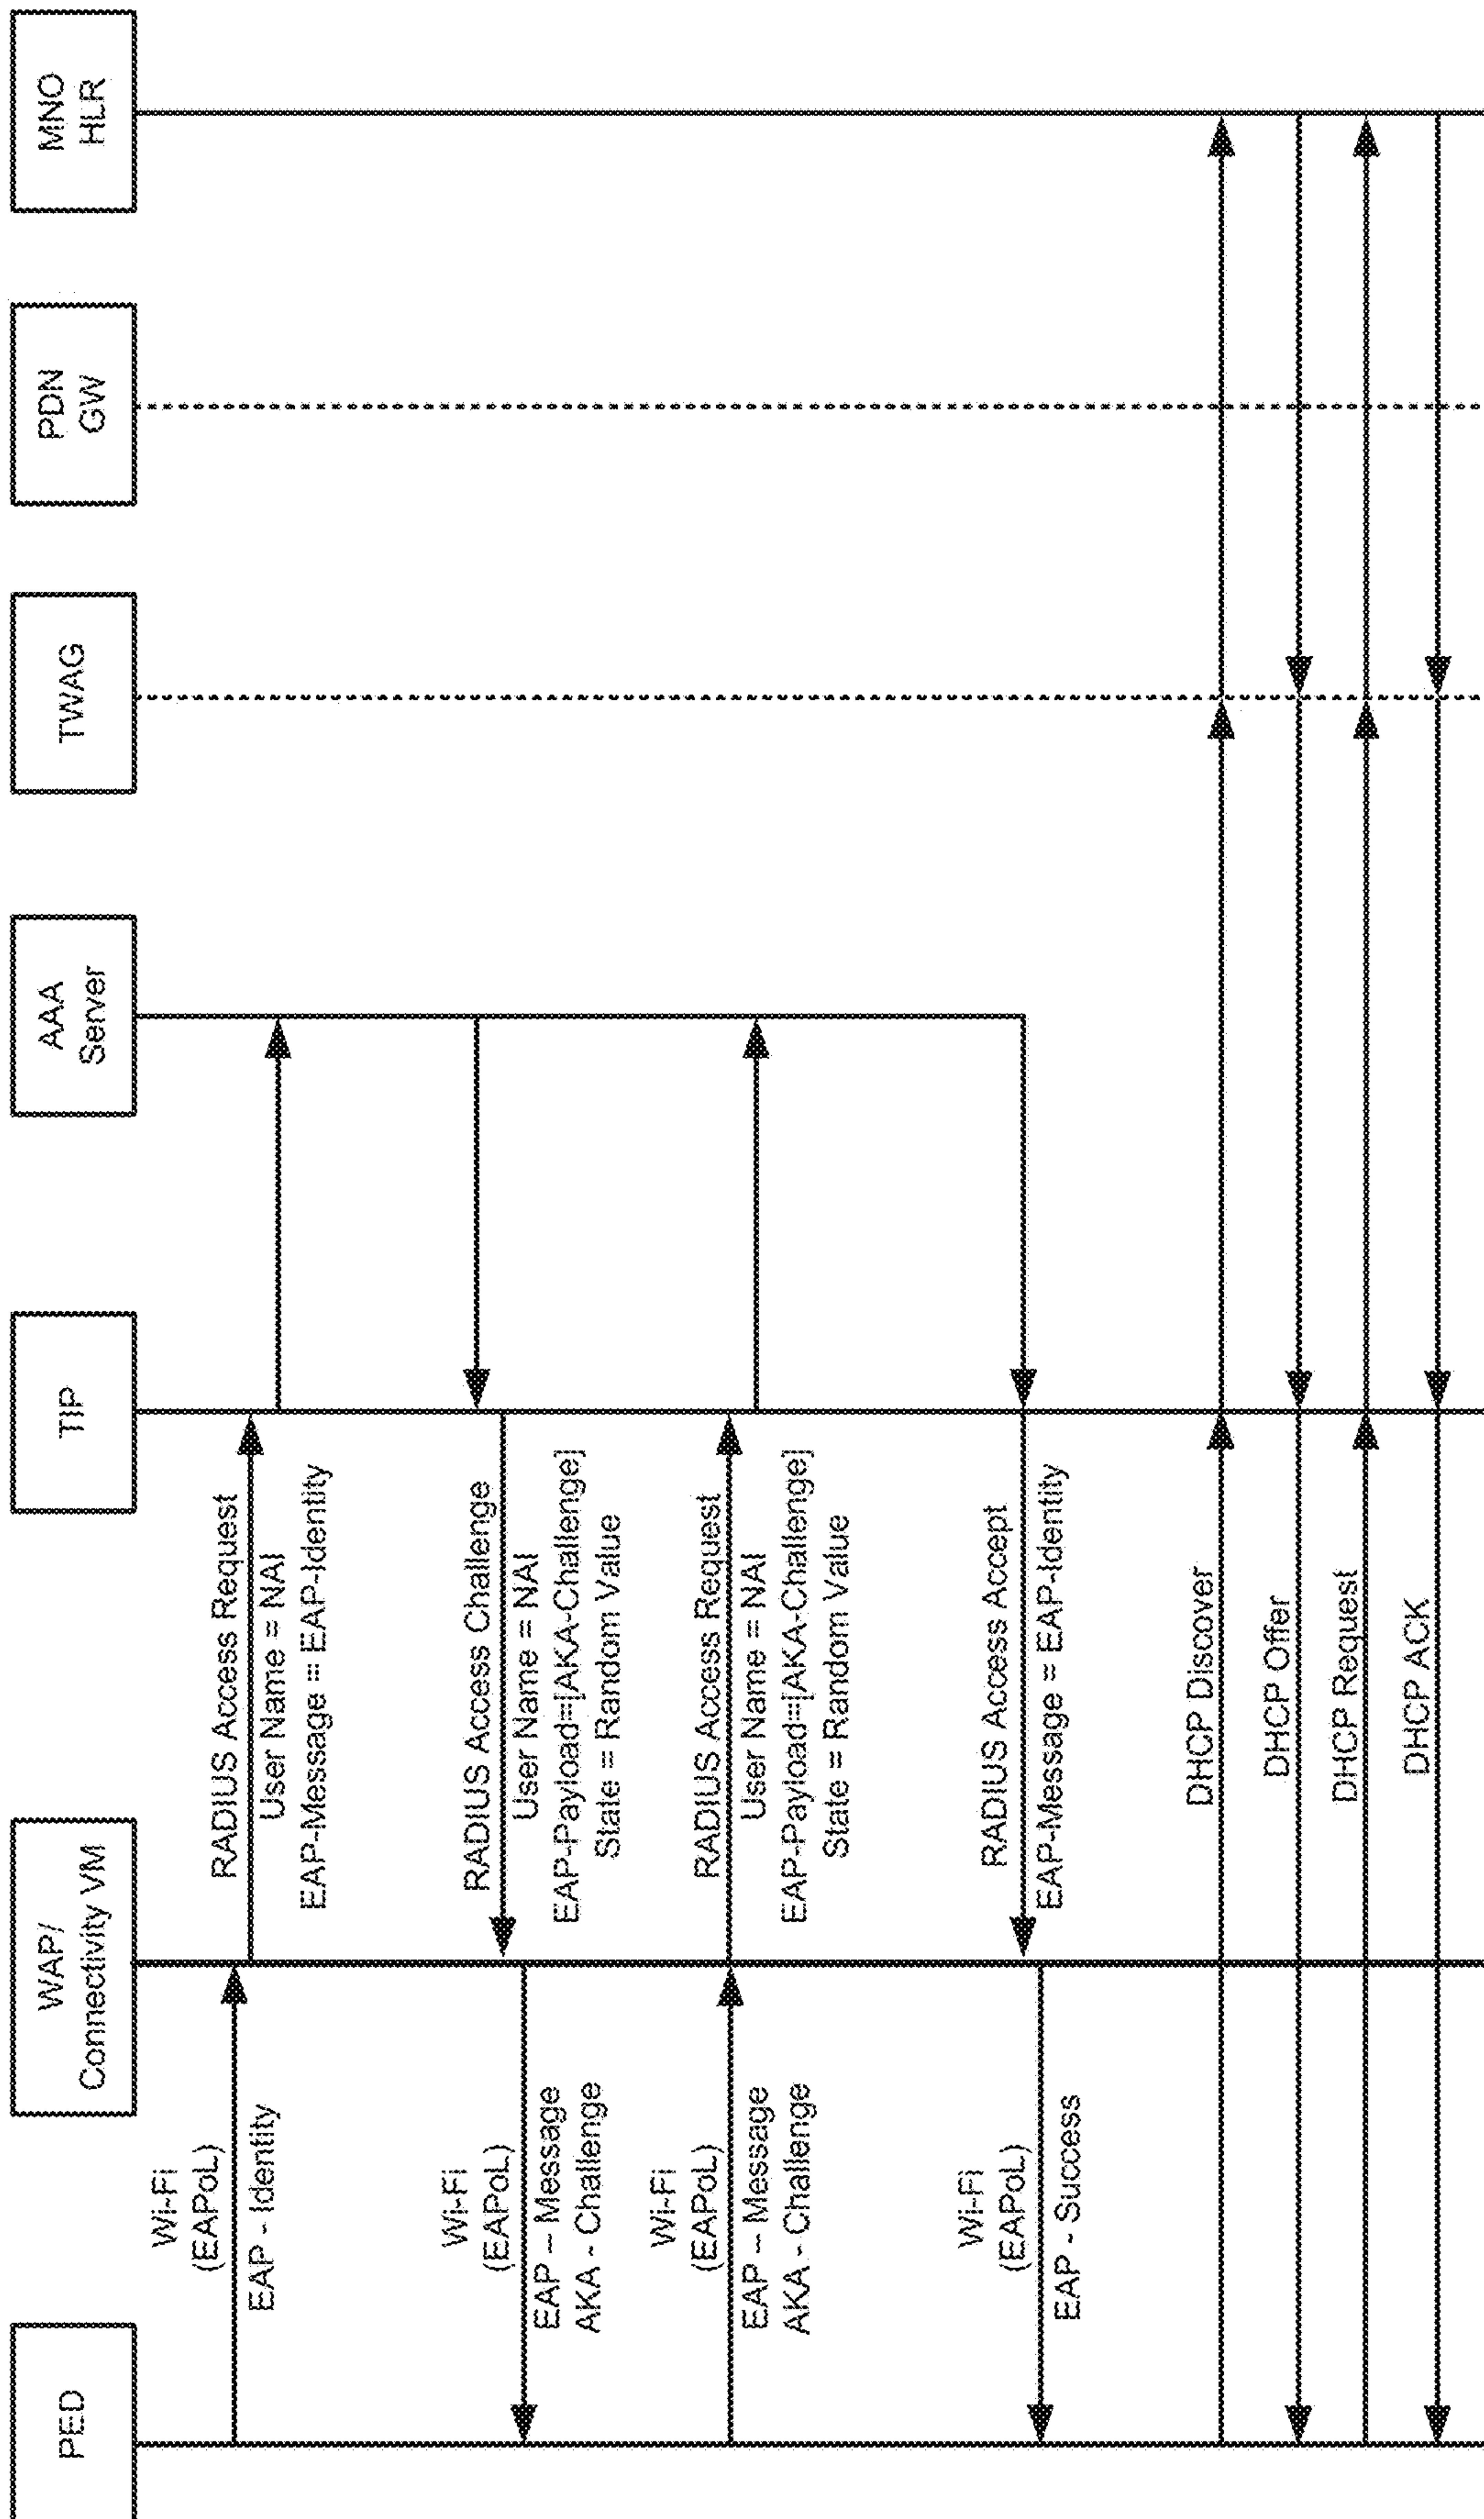 PED
WAP/
Connectivity VM
TIP
AAA
Server
TWAG
PDN
GW
MNO
HLR
Wi-Fi
(EAPoL)
EAP - Identity
RADIUS Access Request
User Name = NAI
EAP-Message = EAP-Identity
Wi-Fi
(EAPoL)
EAP – Message
AKA - Challenge
RADIUS Access Challenge
User Name = NAI
EAP-Payload=[AKA-Challenge]
State = Random Value
Wi-Fi
(EAPoL)
EAP – Message
AKA - Challenge
RADIUS Access Request
User Name = NAI
EAP-Payload=[AKA-Challenge]
State = Random Value
Wi-Fi
(EAPoL)
EAP - Success
RADIUS Access Accept
EAP-Message = EAP-Identity
DHCP Discover
DHCP Offer
DHCP Request
DHCP ACK